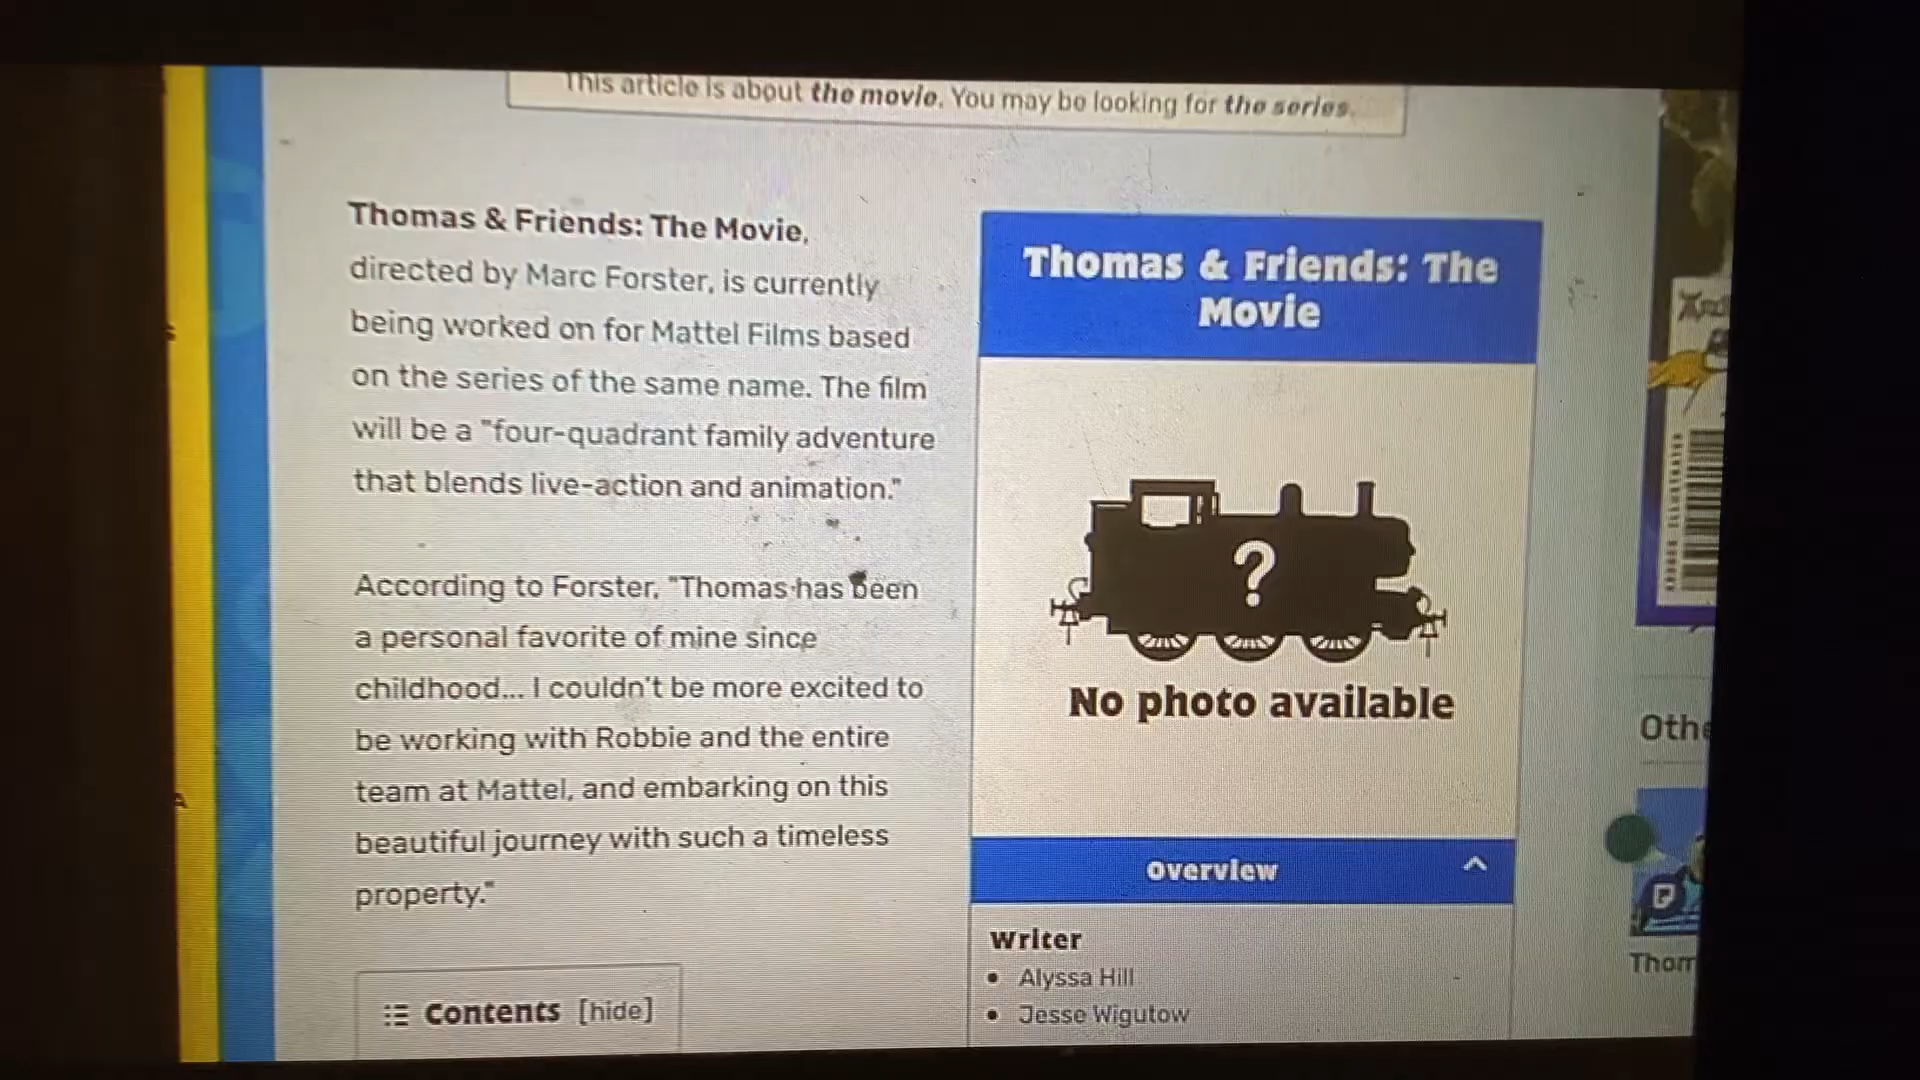 This article is about the movie. You may be looking for the series.
Thomas & Friends: The Movie,
directed by Marc Forster, is currently
being worked on for Mattel Films based
on the series of the same name. The film
will be a "four-quadrant family adventure
that blends live-action and animation."
According to Forster, "Thomas has been
a personal favorite of mine since
childhood... I couldn't be more excited to
be working with Robbie and the entire
team at Mattel, and embarking on this
beautiful journey with such a timeless
property."
Contents [hide]
Thomas & Friends: The
Movie
?
No photo available
Overview
Writer
• Alyssa Hill
• Jesse Wigutow
Othe
Thom